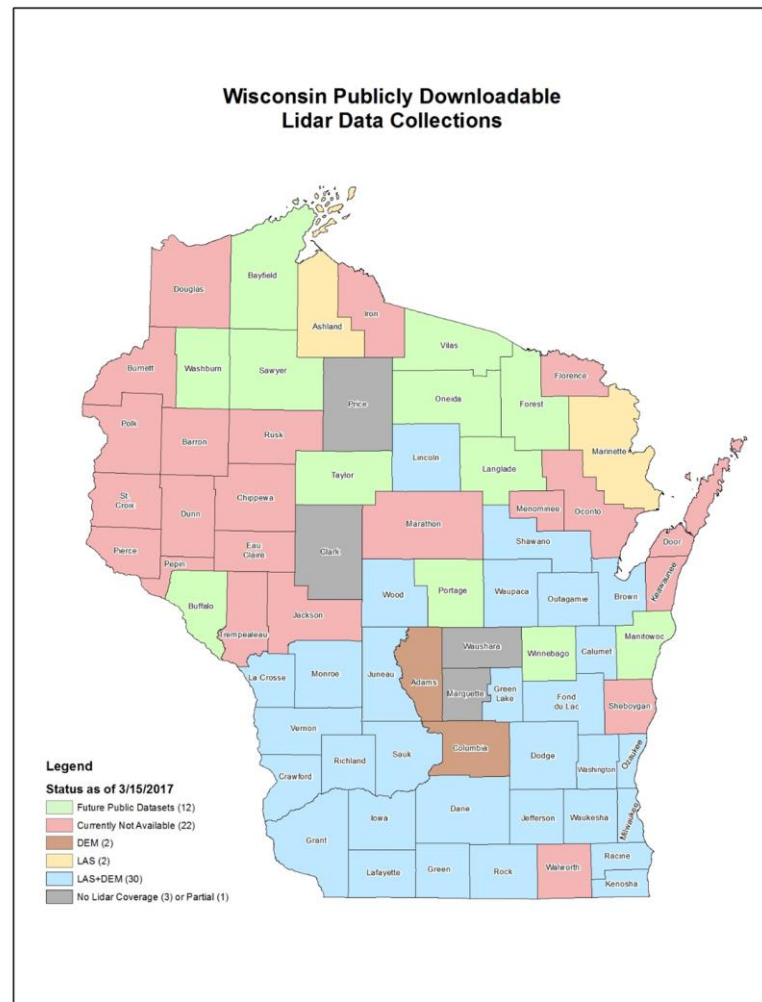 Wisconsin Publicly Downloadable
Lidar Data Collections
Bayfield
Douglas
Ashland
Iron
Vilas
Burnett
Washburn
Sawyer
Florence
Price
Oneida
Forest
Polk
Barron
Rusk
Marinette
Lincoln
Langlade
Taylor
St.
Croix
Dunn
Chippewa
Menominee
Oconto
Marathon
Pierce
Eau
Claire
Shawano
Door
Clark
Pepin
Kewaunee
Wood
Portage
Waupaca
Outagamie
Brown
Buffalo
Trempealeau
Jackson
Manitowoc
Waushara
Winnebago
Calumet
La Crosse
Monroe
Juneau
Adams
Marquette
Green
Lake
Fond
du Lac
Sheboygan
Vernon
Columbia
Sauk
Dodge
Ozaukee
Richland
Washington
Crawford
Iowa
Dane
Jefferson
Waukesha
Milwaukee
Grant
Racine
Lafayette
Green
Rock
Walworth
Kenosha
Legend
Status as of 3/15/2017
Future Public Datasets (12)
Currently Not Available (22)
DEM (2)
LAS (2)
LAS+DEM (30)
No Lidar Coverage (3) or Partial (1)